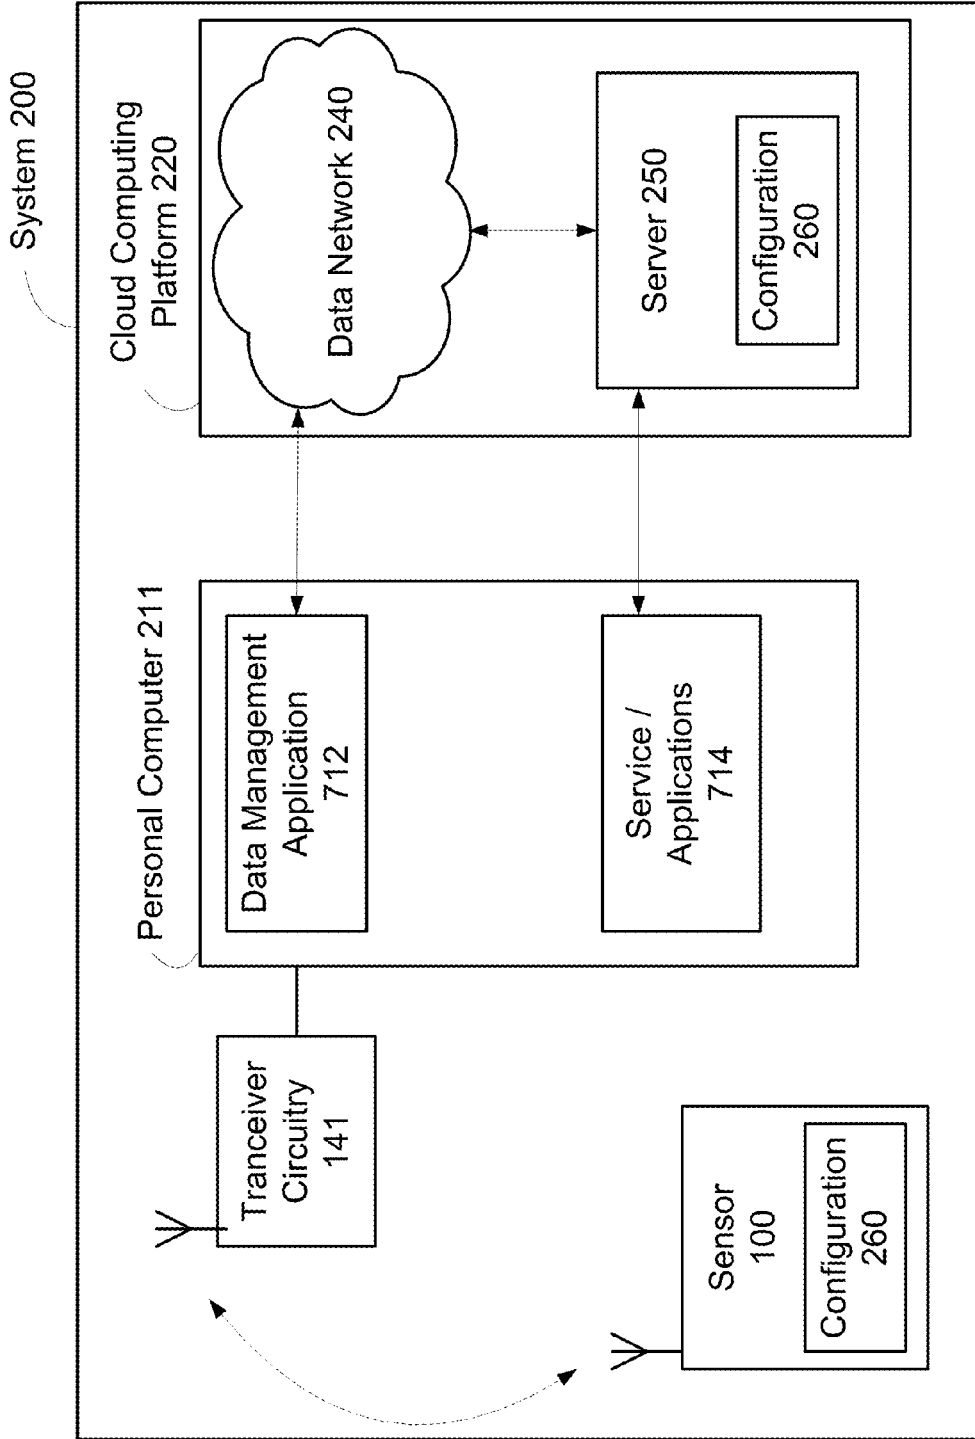 System 200
Cloud Computing
Platform 220
Data Network 240
Server 250
Configuration
260
Personal Computer 211
Data Management
Application
712
Service /
Applications
714
Tranceiver
Circuitry
141
Sensor
100
Configuration
260